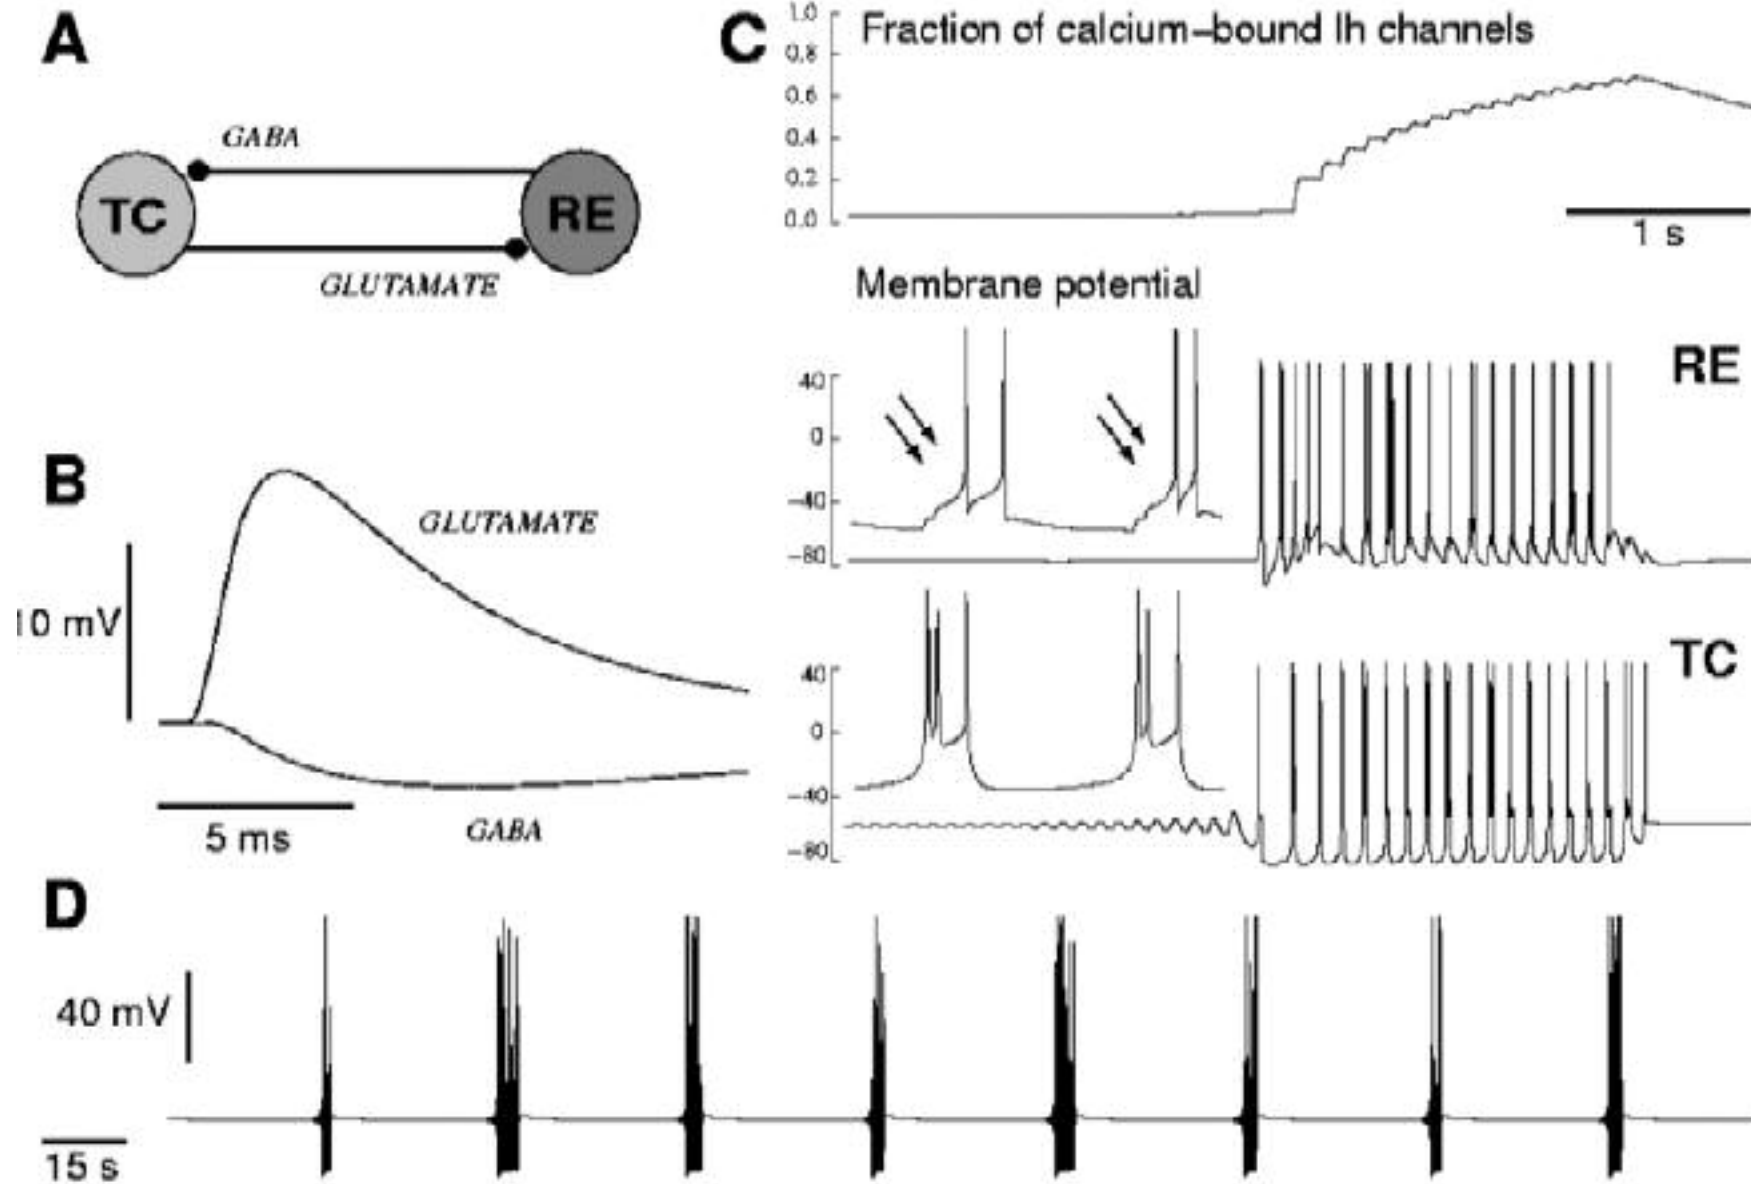 A
GABA
TC
RE
GLUTAMATE
B
GLUTAMATE
10 mV
5 ms
GABA
C
Fraction of calcium–bound Ih channels
1.0
0.8
0.6
0.4
0.2
0.0
1 s
Membrane potential
RE
40
0
−40
−80
TC
40
0
−40
−80
D
40 mV
15 s